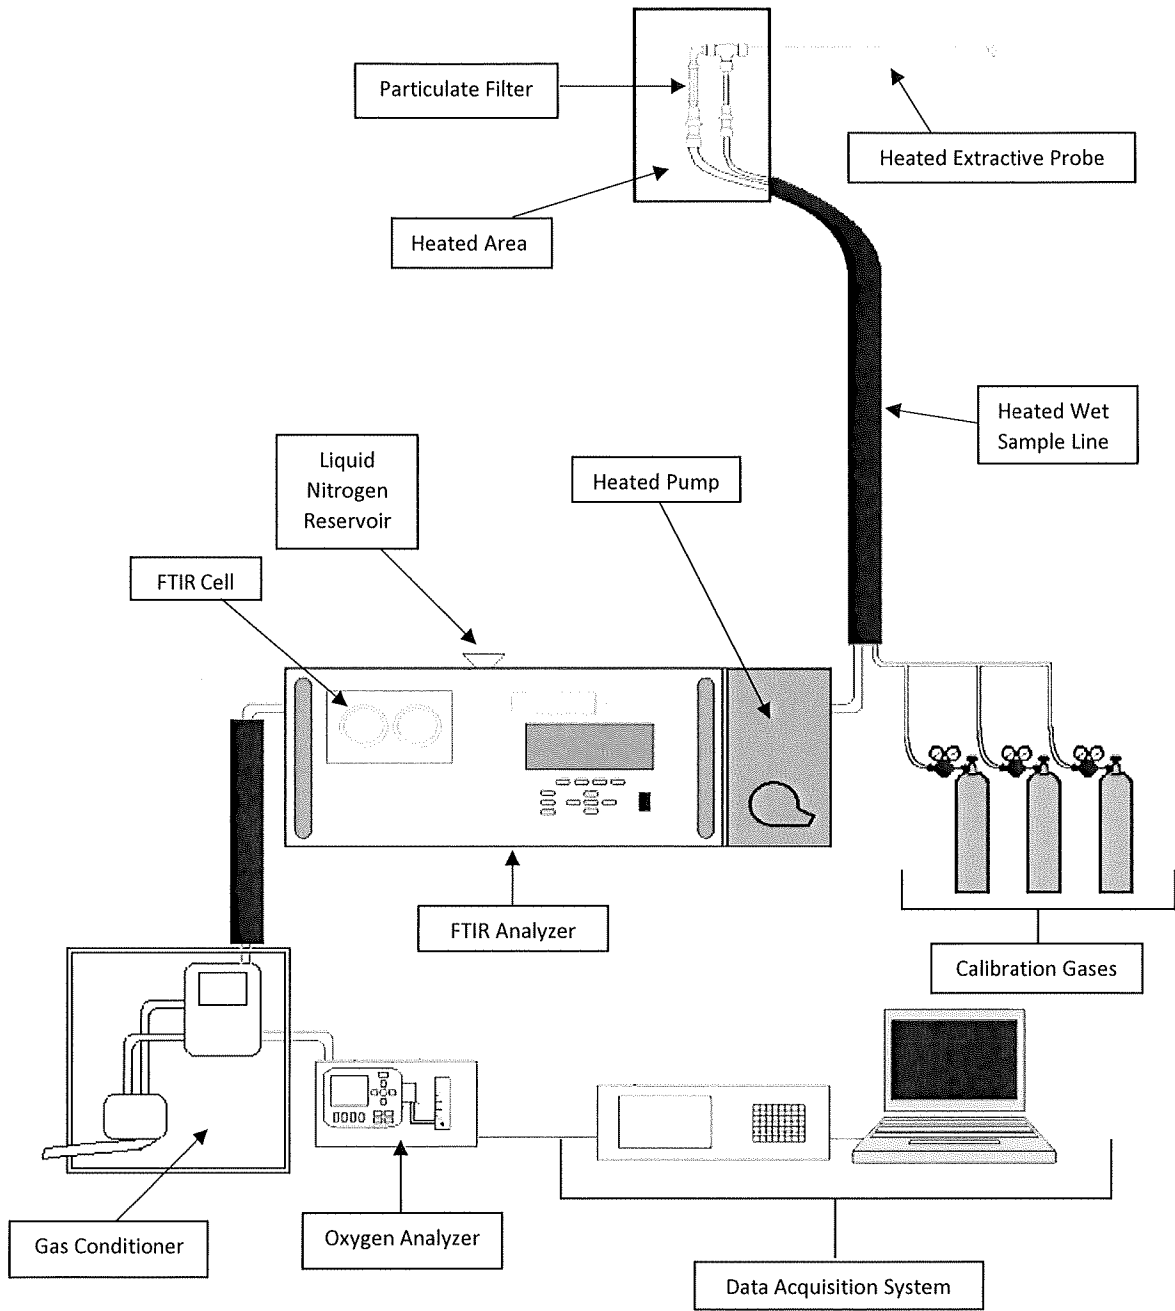 Particulate Filter
Heated Extractive Probe
Heated Area
Heated Wet
Sample Line
Liquid
Nitrogen
Reservoir
Heated Pump
FTIR Cell
FTIR Analyzer
Calibration Gases
Gas Conditioner
Oxygen Analyzer
Data Acquisition System